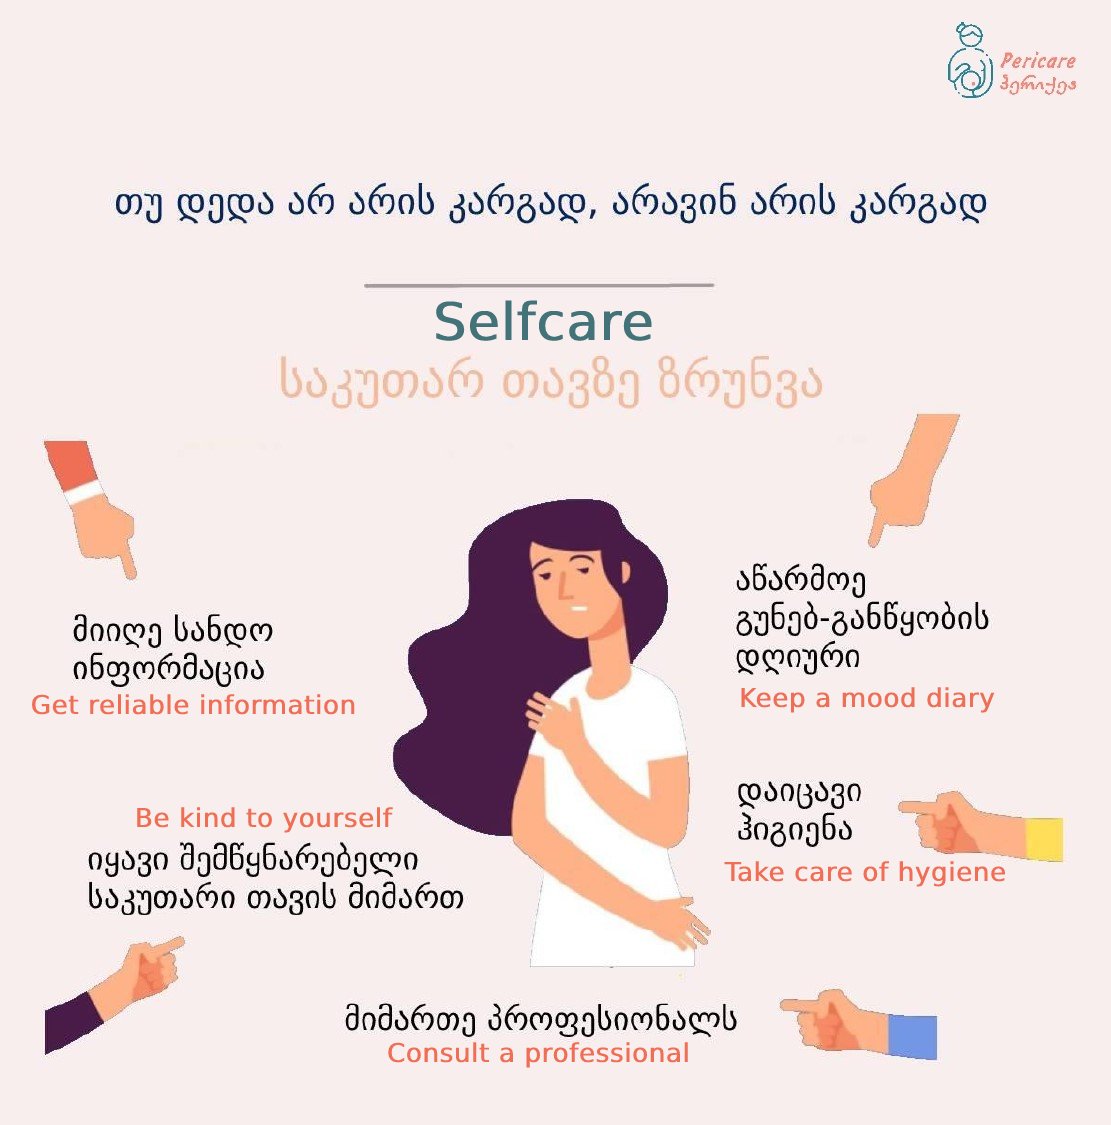 Pericare
პერიქეა
თუ დედა არ არის კარგად, არავინ არის კარგად
Selfcare
საკუთარ თავზე ზრუნვა
მიიღე სანდო
ინფორმაცია
Get reliable information
აწარმოე
გუნებ-განწყობის
დღიური
Keep a mood diary
Be kind to yourself
იყავი შემწყნარებელი
საკუთარი თავის მიმართ
დაიცავი
ჰიგიენა
Take care of hygiene
მიმართე პროფესიონალს
Consult a professional